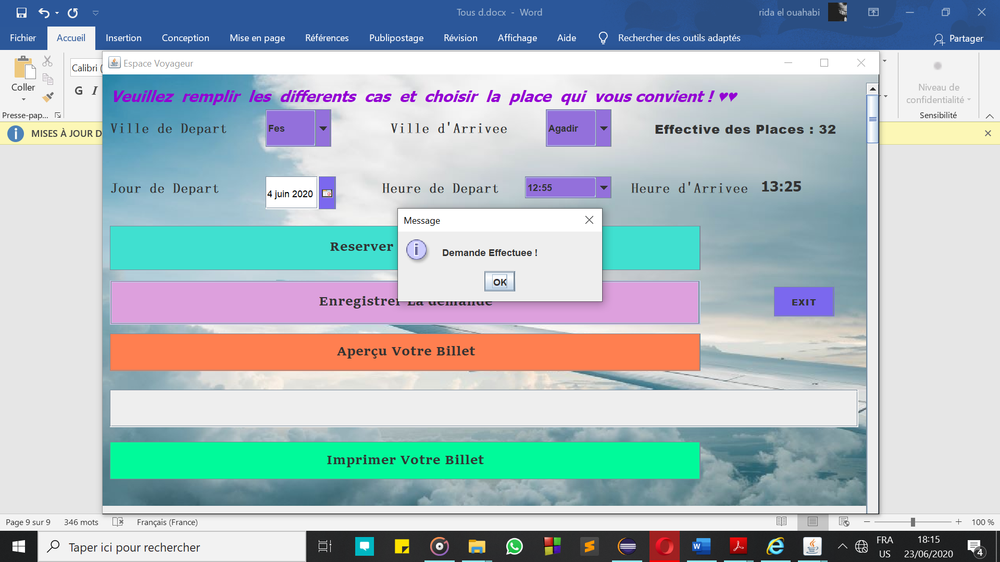 Tous d.docx - Word
rida el ouahabi
Fichier
Accueil
Insertion
Conception
Mise en page
Références
Publipostage
Révision
Affichage
Aide
Rechercher des outils adaptés
Partager
Coller
Calibri (
G I
Presse-pap...
Niveau de
confidentialité
Sensibilité
MISES À JOUR D
Espace Voyageur
Veuillez remplir les differents cas et choisir la place qui vous convient ! ♥♥
Ville de Depart
Fes
Ville d'Arrivee
Agadir
Effective des Places : 32
Jour de Depart
4 juin 2020
Heure de Depart
12:55
Heure d'Arrivee
13:25
Message
Demande Effectuee !
OK
Reserver
Enregistrer La demande
EXIT
Aperçu Votre Billet
Imprimer Votre Billet
Page 9 sur 9
346 mots
Français (France)
100 %
Taper ici pour rechercher
FRA
US
18:15
23/06/2020
4